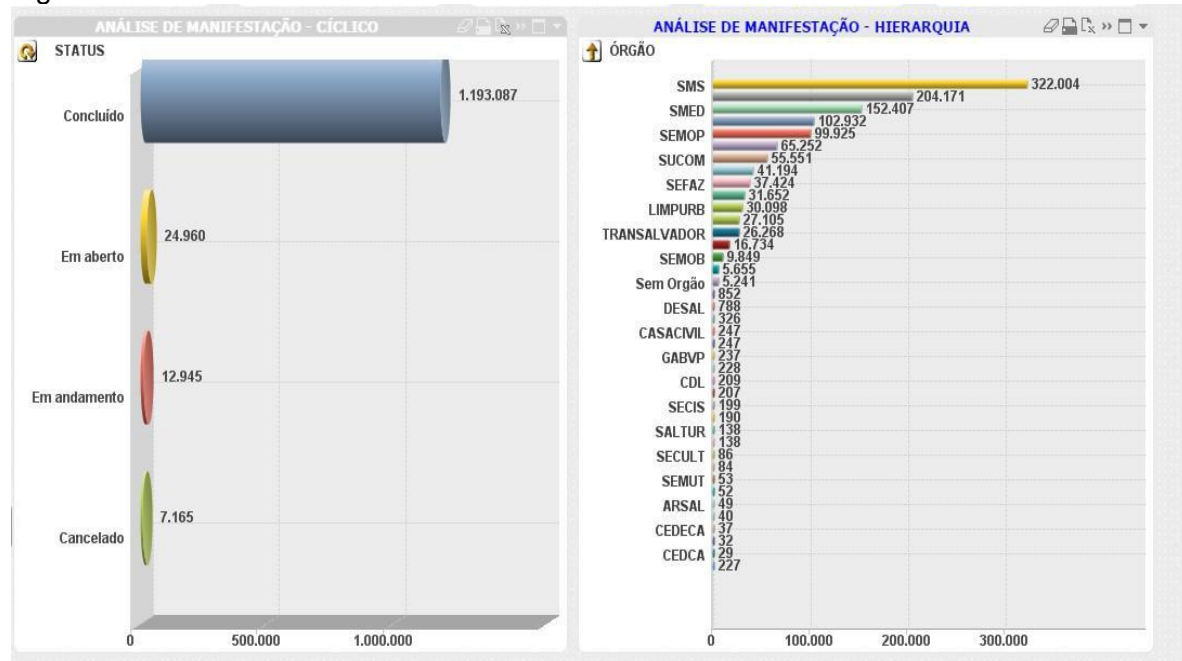 ANÁLISE DE MANIFESTAÇÃO - CÍCLICO
STATUS
Concluído
1.193.087
Em aberto
24.960
Em andamento
12.945
Cancelado
7.165
0 500.000 1.000.000
ANÁLISE DE MANIFESTAÇÃO - HIERARQUIA
ÓRGÃO
SMS 322.004
204.171
SMED 152.407
102.932
SEMOP 99.925
65.252
SUCOM 55.551
41.194
SEFAZ 37.424
31.652
LIMPURB 30.098
27.105
TRANSALVADOR 26.268
16.734
SEMOB 9.849
5.655
Sem Orgão 5.241
852
DESAL 788
326
CASACIVIL 247
247
GABVP 237
228
CDL 209
207
SECIS 199
190
SALTUR 138
138
SECULT 86
84
SEMUT 53
52
ARSAL 49
40
CEDECA 37
32
CEDCA 29
227
0 100.000 200.000 300.000